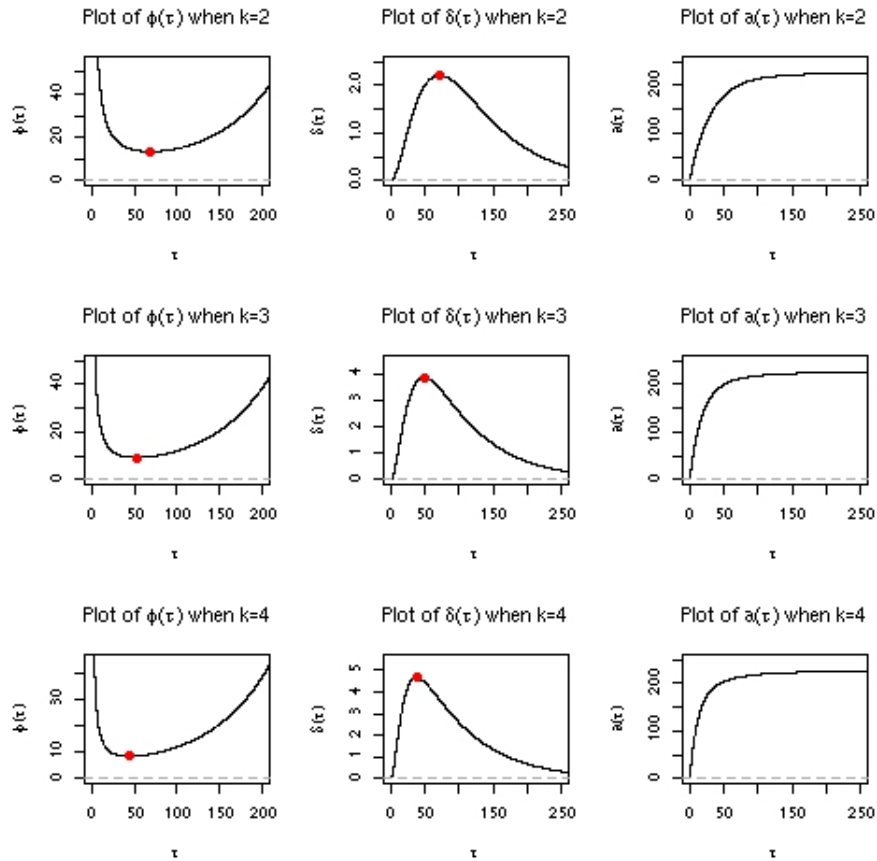 Plot of ϕ(τ) when k=2
Plot of δ(τ) when k=2
Plot of a(τ) when k=2
ϕ(τ)
0 20 40
0 50 100 150 200
τ
δ(τ)
0.0 1.0 2.0
0 50 150 250
τ
a(τ)
0 100 200
0 50 150 250
τ
Plot of ϕ(τ) when k=3
Plot of δ(τ) when k=3
Plot of a(τ) when k=3
ϕ(τ)
0 20 40
0 50 100 150 200
τ
δ(τ)
0 1 2 3 4
0 50 150 250
τ
a(τ)
0 100 200
0 50 150 250
τ
Plot of ϕ(τ) when k=4
Plot of δ(τ) when k=4
Plot of a(τ) when k=4
ϕ(τ)
0 10 30
0 50 100 150 200
τ
δ(τ)
0 1 2 3 4 5
0 50 150 250
τ
a(τ)
0 100 200
0 50 150 250
τ